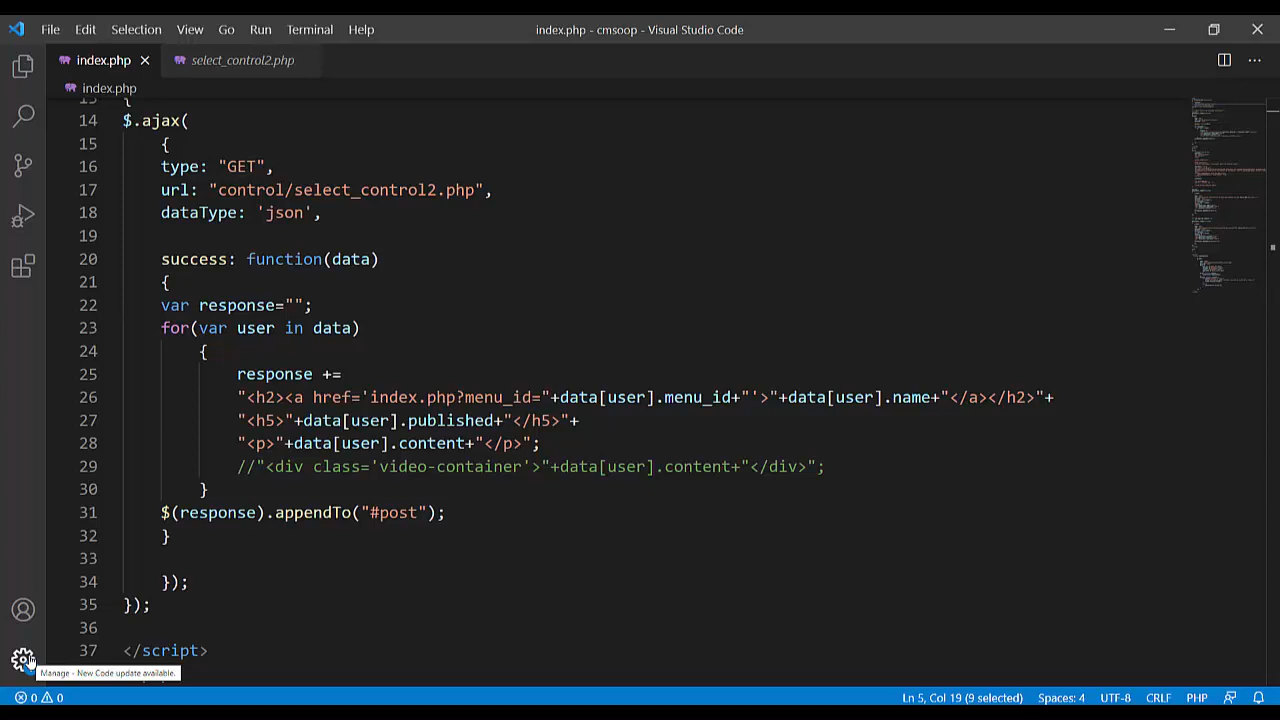 File Edit Selection View Go Run Terminal Help index.php - cmsoop - Visual Studio Code
index.php select_control2.php
index.php
{
14 $.ajax(
15 {
16 type: "GET",
17 url: "control/select_control2.php",
18 dataType: 'json',
19
20 success: function(data)
21 {
22 var response="";
23 for(var user in data)
24 {
25 response +=
26 "<h2><a href='index.php?menu_id="+data[user].menu_id+"'>"+data[user].name+"</a></h2>"+
27 "<h5>"+data[user].published+"</h5>"+
28 "<p>"+data[user].content+"</p>";
29 //"<div class='video-container'>"+data[user].content+"</div>";
30 }
31 $(response).appendTo("#post");
32 }
33
34 });
35 });
36
37 </script>
Manage - New Code update available.
0 0 Ln 5, Col 19 (9 selected) Spaces: 4 UTF-8 CRLF PHP